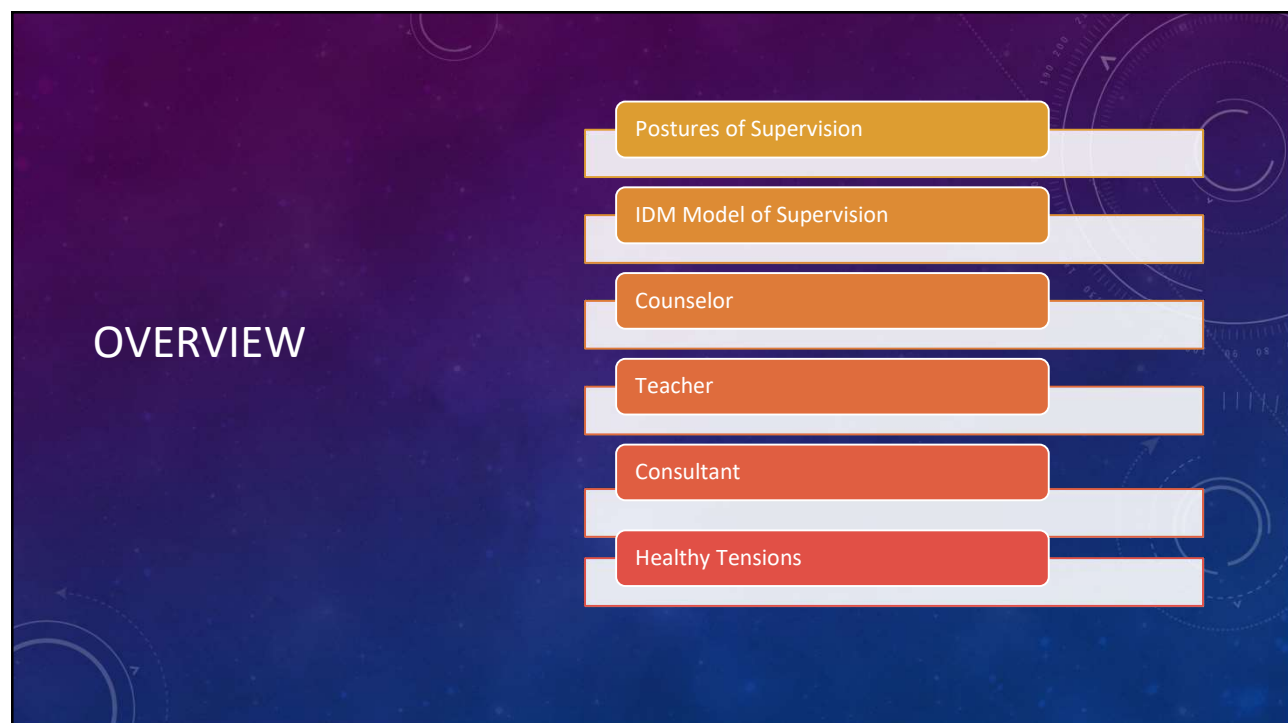 OVERVIEW
Postures of Supervision
IDM Model of Supervision
Counselor
Teacher
Consultant
Healthy Tensions